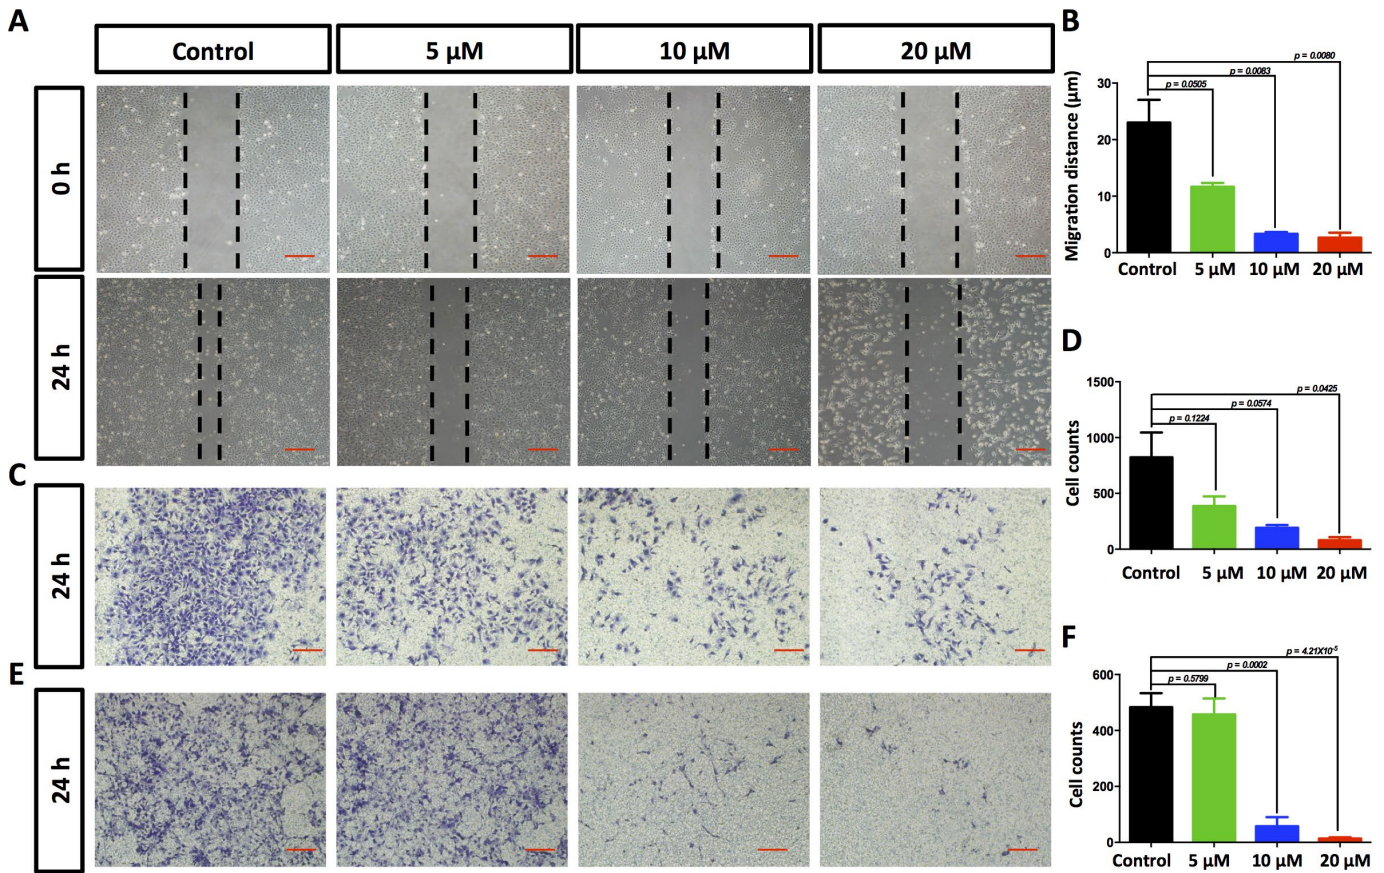 A
Control
5 µM
10 µM
20 µM
0 h
24 h
B
Migration distance (µm)
30
20
10
0
p = 0.0080
p = 0.0083
p = 0.0505
Control
5 µM
10 µM
20 µM
C
24 h
D
Cell counts
1500
1000
500
0
p = 0.0425
p = 0.0574
p = 0.1224
Control
5 µM
10 µM
20 µM
E
24 h
F
Cell counts
600
400
200
0
p = 4.21X10⁻⁵
p = 0.0002
p = 0.5799
Control
5 µM
10 µM
20 µM